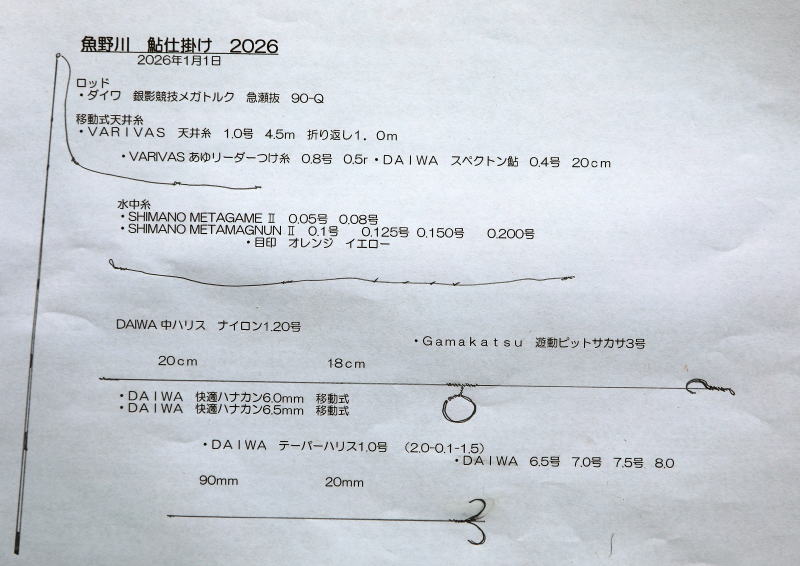 魚野川　鮎仕掛け　2026
2026年1月1日
ロッド
・ダイワ　銀影競技メガトルク　急瀬抜　90-Q
移動式天井糸
・ＶＡＲＩＶＡＳ　天井糸　1.0号　4.5m　折り返し1．0m
・VARIVAS あゆリーダーつけ糸　0.8号　0.5r ・ＤＡＩＷＡ　スペクトン鮎　0.4号　20cm
水中糸
・SHIMANO METAGAME Ⅱ　0.05号　0.08号
・SHIMANO METAMAGNUN Ⅱ　0.1号　　0.125号　0.150号　　0.200号
・目印　オレンジ　イエロー
DAIWA 中ハリス　ナイロン1.20号
・Ｇａｍａｋａｔｓｕ　遊動ピットサカサ3号
20cm　　18cm
・ＤＡＩＷＡ　快適ハナカン6.0mm　移動式
・ＤＡＩＷＡ　快適ハナカン6.5mm　移動式
・ＤＡＩＷＡ　テーパーハリス1.0号　（2.0-0.1-1.5）
・ＤＡＩＷＡ　6.5号　7.0号　7.5号　8.0
90mm　　20mm